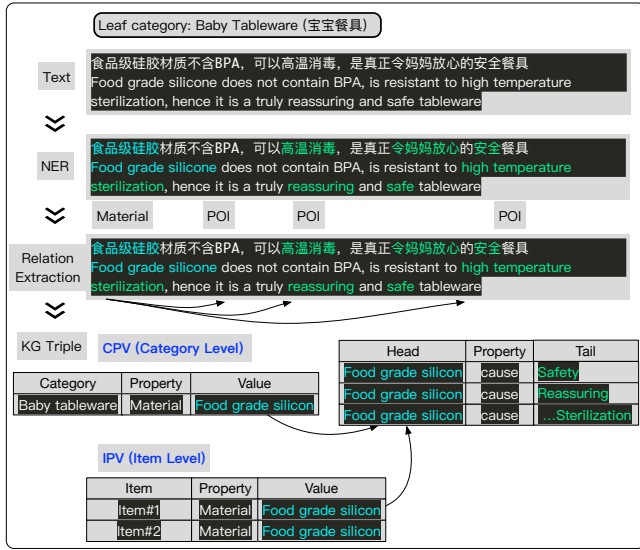 Leaf category: Baby Tableware (宝宝餐具)
Text
食品级硅胶材质不含BPA，可以高温消毒，是真正令妈妈放心的安全餐具
Food grade silicone does not contain BPA, is resistant to high temperature
sterilization, hence it is a truly reassuring and safe tableware
NER
食品级硅胶材质不含BPA，可以高温消毒，是真正令妈妈放心的安全餐具
Food grade silicone does not contain BPA, is resistant to high temperature
sterilization, hence it is a truly reassuring and safe tableware
Material POI POI POI
Relation
Extraction
食品级硅胶材质不含BPA，可以高温消毒，是真正令妈妈放心的安全餐具
Food grade silicone does not contain BPA, is resistant to high temperature
sterilization, hence it is a truly reassuring and safe tableware
KG Triple
CPV (Category Level)
Category Property Value
Baby tableware Material Food grade silicon
Head Property Tail
Food grade silicon cause Safety
Food grade silicon cause Reassuring
Food grade silicon cause ...Sterilization
IPV (Item Level)
Item Property Value
Item#1 Material Food grade silicon
Item#2 Material Food grade silicon